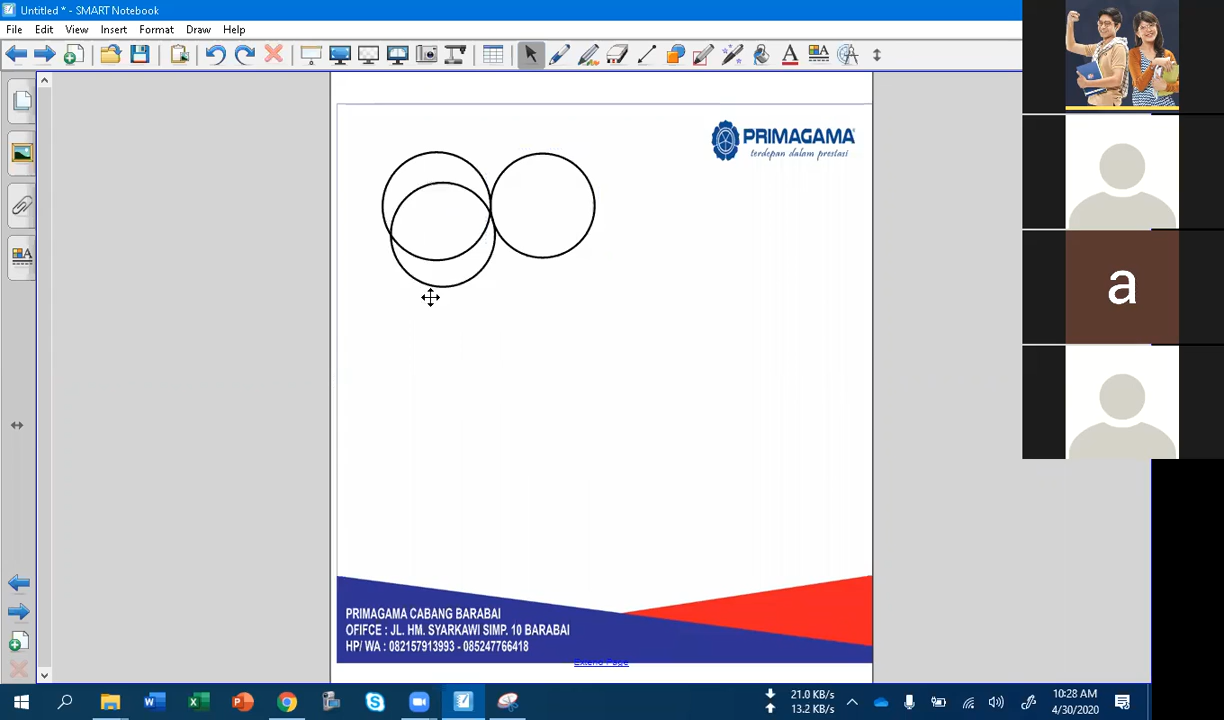 Untitled * - SMART Notebook
File Edit View Insert Format Draw Help
PRIMAGAMA
terdepan dalam prestasi
a
PRIMAGAMA CABANG BARABAI
OFIFCE : JL. HM. SYARKAWI SIMP. 10 BARABAI
HP/ WA : 082157913993 - 085247766418
Extend Page
21.0 KB/s
13.2 KB/s
10:28 AM
4/30/2020